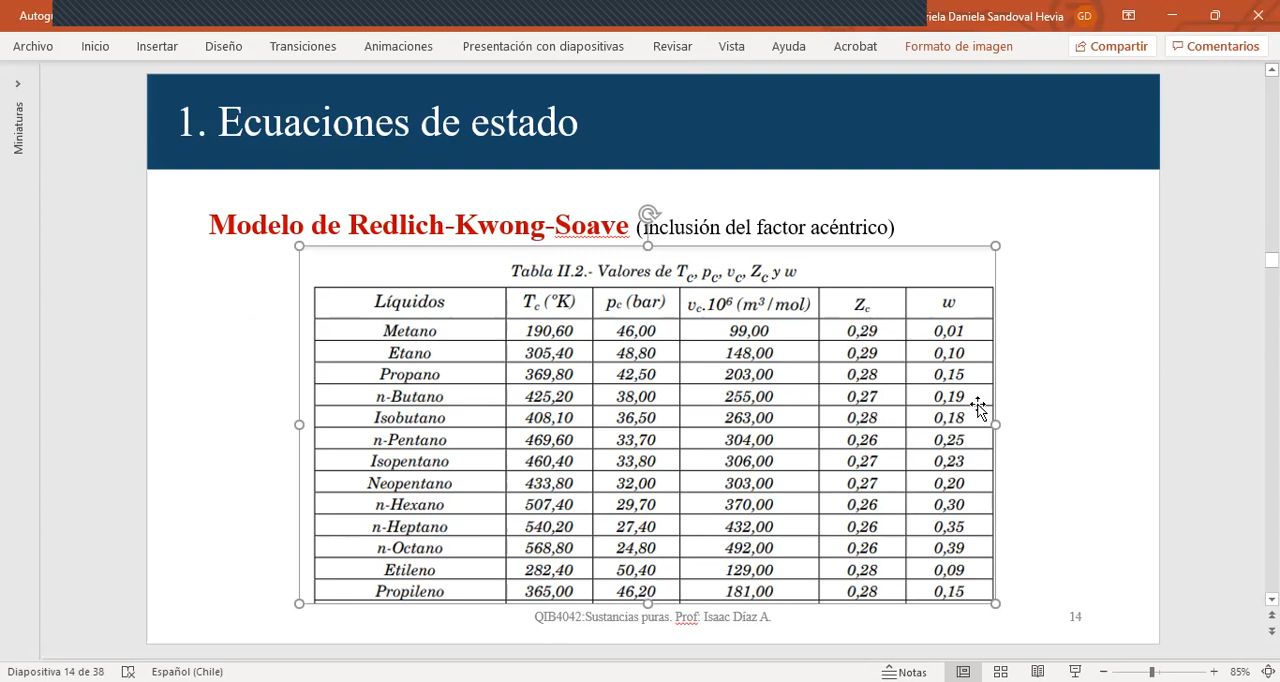 Autog
riela Daniela Sandoval Hevia GD
Archivo Inicio Insertar Diseño Transiciones Animaciones Presentación con diapositivas Revisar Vista Ayuda Acrobat Formato de imagen Compartir Comentarios
Miniaturas
1. Ecuaciones de estado
Modelo de Redlich-Kwong-Soave (inclusión del factor acéntrico)
Tabla II.2.- Valores de Tc, pc, vc, Zc y w
Líquidos Tc (°K) pc (bar) vc.10⁶ (m³/mol) Zc w
Metano 190,60 46,00 99,00 0,29 0,01
Etano 305,40 48,80 148,00 0,29 0,10
Propano 369,80 42,50 203,00 0,28 0,15
n-Butano 425,20 38,00 255,00 0,27 0,19
Isobutano 408,10 36,50 263,00 0,28 0,18
n-Pentano 469,60 33,70 304,00 0,26 0,25
Isopentano 460,40 33,80 306,00 0,27 0,23
Neopentano 433,80 32,00 303,00 0,27 0,20
n-Hexano 507,40 29,70 370,00 0,26 0,30
n-Heptano 540,20 27,40 432,00 0,26 0,35
n-Octano 568,80 24,80 492,00 0,26 0,39
Etileno 282,40 50,40 129,00 0,28 0,09
Propileno 365,00 46,20 181,00 0,28 0,15
QIB4042:Sustancias puras. Prof: Isaac Díaz A. 14
Diapositiva 14 de 38 Español (Chile) Notas 85%